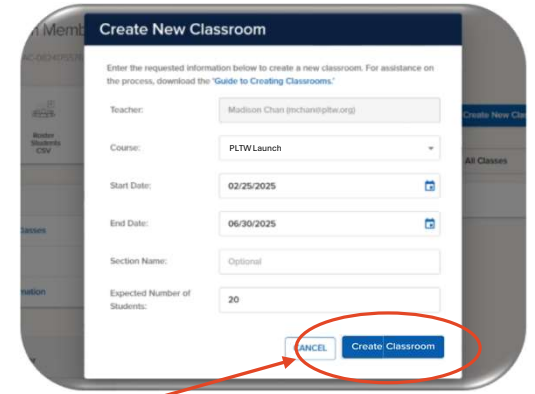 Create New Classroom
Enter the requested information below to create a new classroom. For assistance on
the process, download the 'Guide to Creating Classrooms.'
Teacher:
Madison Chan (mchan@pltw.org)
Course:
PLTW Launch
Start Date:
02/25/2025
End Date:
06/30/2025
Section Name:
Optional
Expected Number of
Students:
20
CANCEL
Create Classroom
Roster
Students
CSV
Create New Clas
All Classes